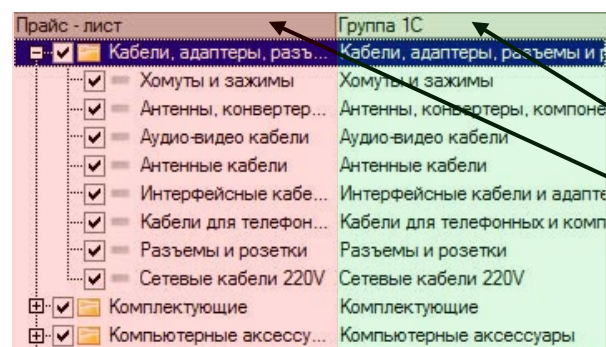 Прайс - лист Группа 1С
Кабели, адаптеры, разъ... Кабели, адаптеры, разъемы и р
Хомуты и зажимы Хомуты и зажимы
Антенны, конвертер... Антенны, конвертеры, компоне
Аудио-видео кабели Аудио-видео кабели
Антенные кабели Антенные кабели
Интерфейсные кабе... Интерфейсные кабели и адапте
Кабели для телефон... Кабели для телефонных и комп
Разъемы и розетки Разъемы и розетки
Сетевые кабели 220V Сетевые кабели 220V
Комплектующие Комплектующие
Компьютерные аксессу... Компьютерные аксессуары